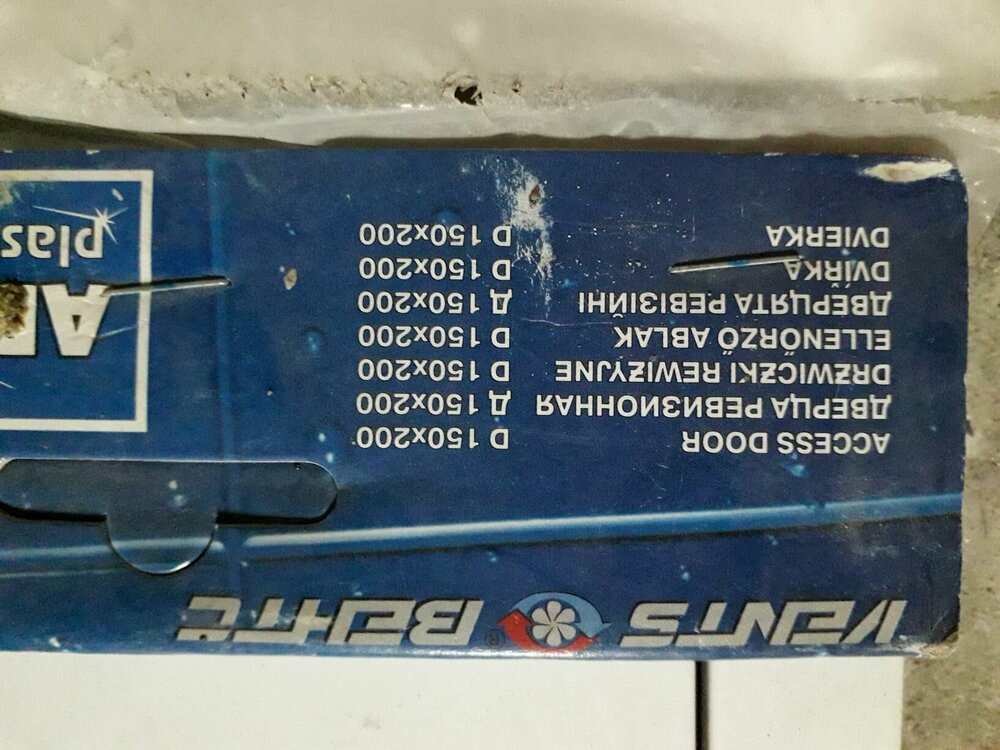 VENTS ВЕНТС ®
ACCESS DOOR D 150x200
ДВЕРЦА РЕВИЗИОННАЯ Д 150x200
DRZWICZKI REWIZYJNE D 150x200
ELLENŐRZŐ ABLAK D 150x200
ДВЕРЦЯТА РЕВІЗІЙНІ Д 150x200
DVÍRKA D 150x200
DVIERKA D 150x200
plas